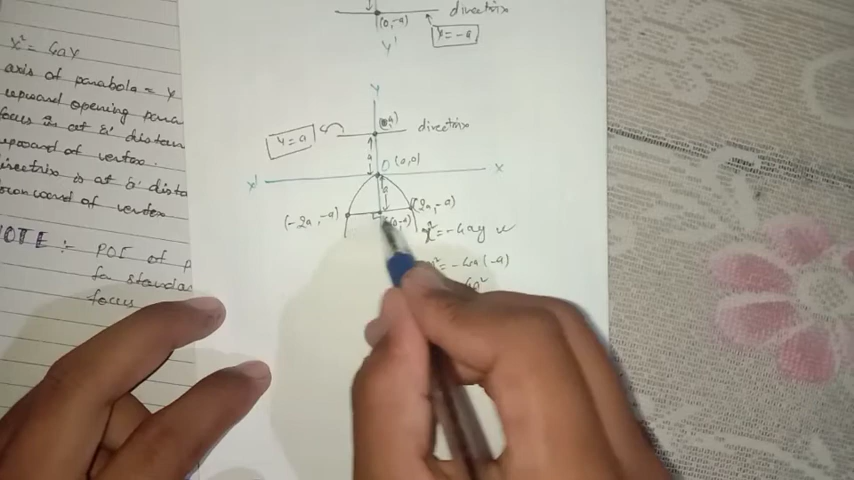 x² = 4ay
axis of parabola = y
upward opening para
focus is at 'a' distan
upward of vertex.
directrix is at 'a' dista
downward of vertex
NOTE :- POI of P
for standa
focus
directrix
(0,-a)
y = -a
Y'
Y
y = a
directrix
O (0,0)
X'
X
a
a
(-2a, -a)
(2a, -a)
(0,-a)
x² = -4ay
= -4a(-a)